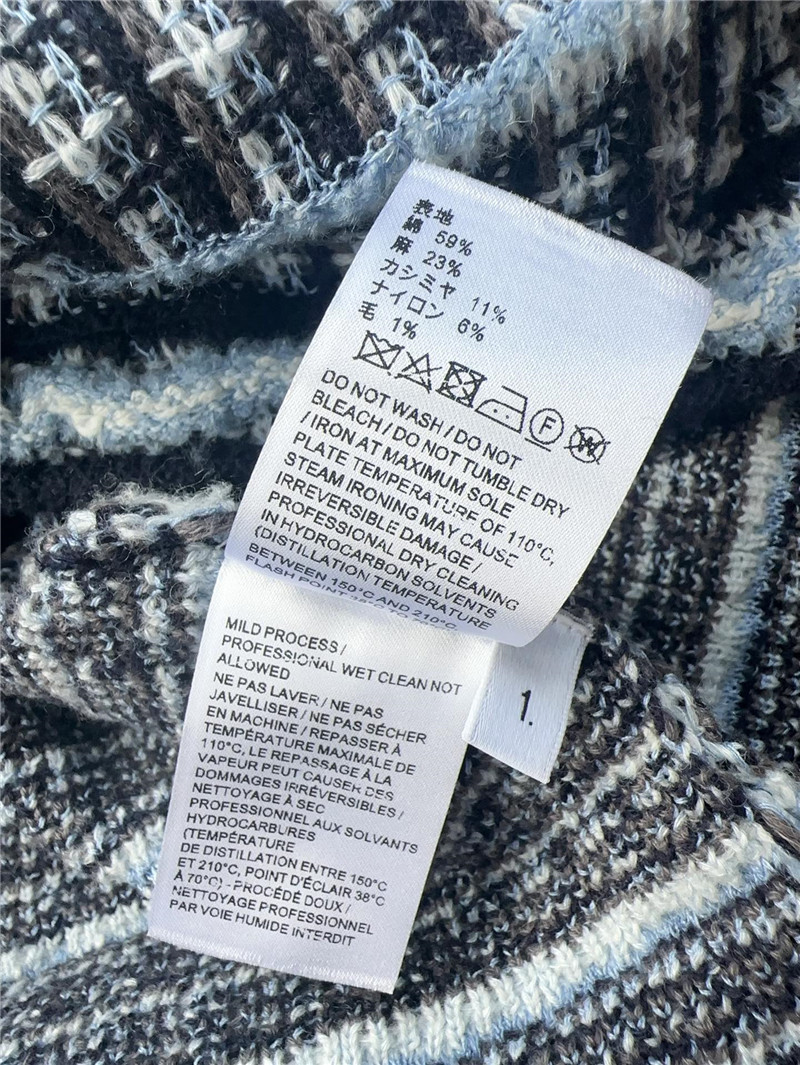 表地
綿 59%
麻 23%
カシミヤ 11%
ナイロン 6%
毛 1%
F
W
DO NOT WASH / DO NOT
BLEACH / DO NOT TUMBLE DRY
/ IRON AT MAXIMUM SOLE
PLATE TEMPERATURE OF 110°C,
STEAM IRONING MAY CAUSE
IRREVERSIBLE DAMAGE /
PROFESSIONAL DRY CLEANING
IN HYDROCARBON SOLVENTS
(DISTILLATION TEMPERATURE
BETWEEN 150°C AND 210°C,
FLASH POINT
MILD PROCESS /
PROFESSIONAL WET CLEAN NOT
ALLOWED
NE PAS LAVER / NE PAS
JAVELLISER / NE PAS SÉCHER
EN MACHINE / REPASSER À
TEMPÉRATURE MAXIMALE DE
110°C, LE REPASSAGE À LA
VAPEUR PEUT CAUSER DES
DOMMAGES IRRÉVERSIBLES /
NETTOYAGE À SEC
PROFESSIONNEL AUX SOLVANTS
HYDROCARBURES
(TEMPÉRATURE
DE DISTILLATION ENTRE 150°C
ET 210°C, POINT D'ÉCLAIR 38°C
À 70°C) - PROCÉDÉ DOUX /
NETTOYAGE PROFESSIONNEL
PAR VOIE HUMIDE INTERDIT
1.